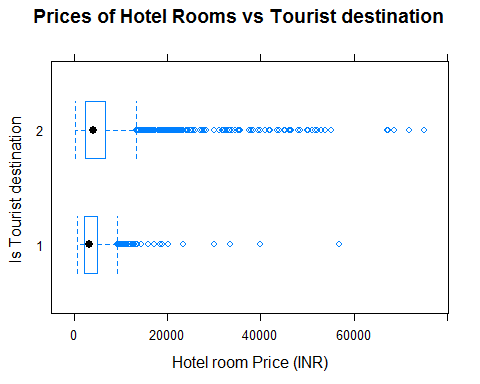 Prices of Hotel Rooms vs Tourist destination
Is Tourist destination
2
1
0 20000 40000 60000
Hotel room Price (INR)